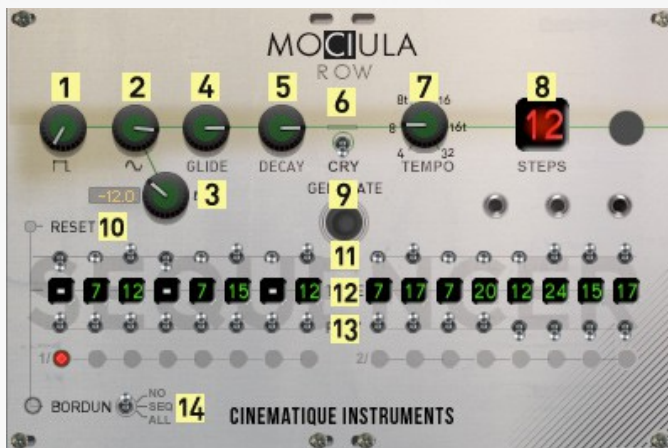 MOCIULA
ROW
1 2 4 5 6 7 8
8t 16
8 16t
4 32
GLIDE DECAY CRY TEMPO STEPS
12
-12.0 3
9
10 RESET
11
SEQUENCER
- 7 12 - 7 15 - 12 12 7 17 7 20 12 24 15 17
13
1/ 2/
BORDUN NO SEQ ALL 14
CINEMATIQUE INSTRUMENTS